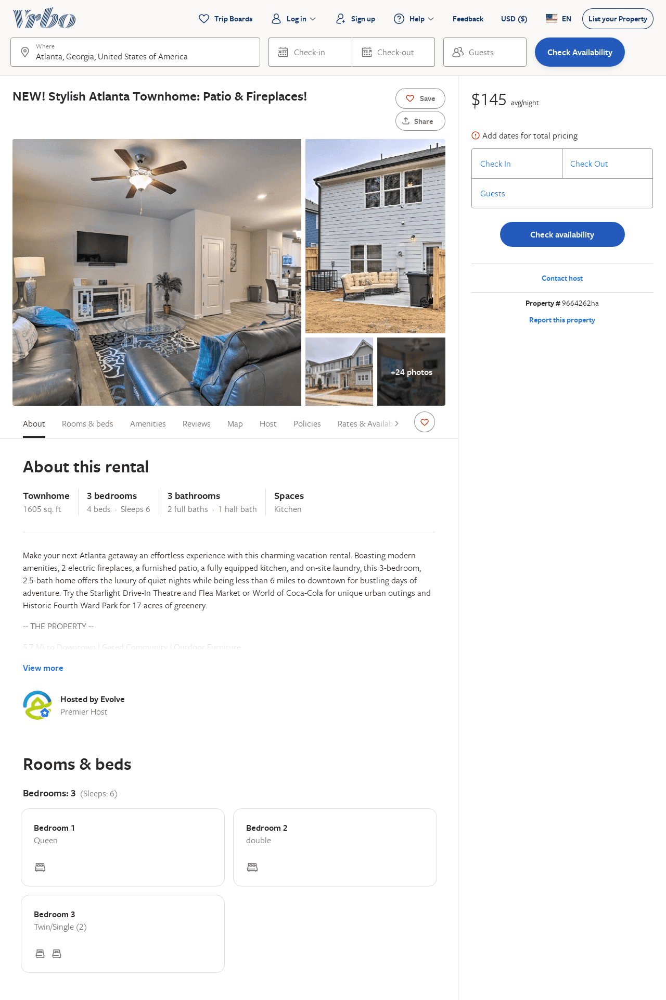 Vrbo
Trip Boards
Log in
Sign up
Help
Feedback
USD ($)
EN
List your Property
Where
Atlanta, Georgia, United States of America
Check-in
Check-out
Guests
Check Availability
NEW! Stylish Atlanta Townhome: Patio & Fireplaces!
Save
Share
+24 photos
$145 avg/night
Add dates for total pricing
Check In
Check Out
Guests
Check availability
Contact host
Property # 9664262ha
Report this property
About
Rooms & beds
Amenities
Reviews
Map
Host
Policies
Rates & Availab
About this rental
Townhome
1605 sq. ft
3 bedrooms
4 beds · Sleeps 6
3 bathrooms
2 full baths · 1 half bath
Spaces
Kitchen
Make your next Atlanta getaway an effortless experience with this charming vacation rental. Boasting modern
amenities, 2 electric fireplaces, a furnished patio, a fully equipped kitchen, and on-site laundry, this 3-bedroom,
2.5-bath home offers the luxury of quiet nights while being less than 6 miles to downtown for bustling days of
adventure. Try the Starlight Drive-In Theatre and Flea Market or World of Coca-Cola for unique urban outings and
Historic Fourth Ward Park for 17 acres of greenery.
-- THE PROPERTY --
5.7 Mi to Downtown | Gated Community | Outdoor Furniture
View more
Hosted by Evolve
Premier Host
Rooms & beds
Bedrooms: 3 (Sleeps: 6)
Bedroom 1
Queen
Bedroom 2
double
Bedroom 3
Twin/Single (2)